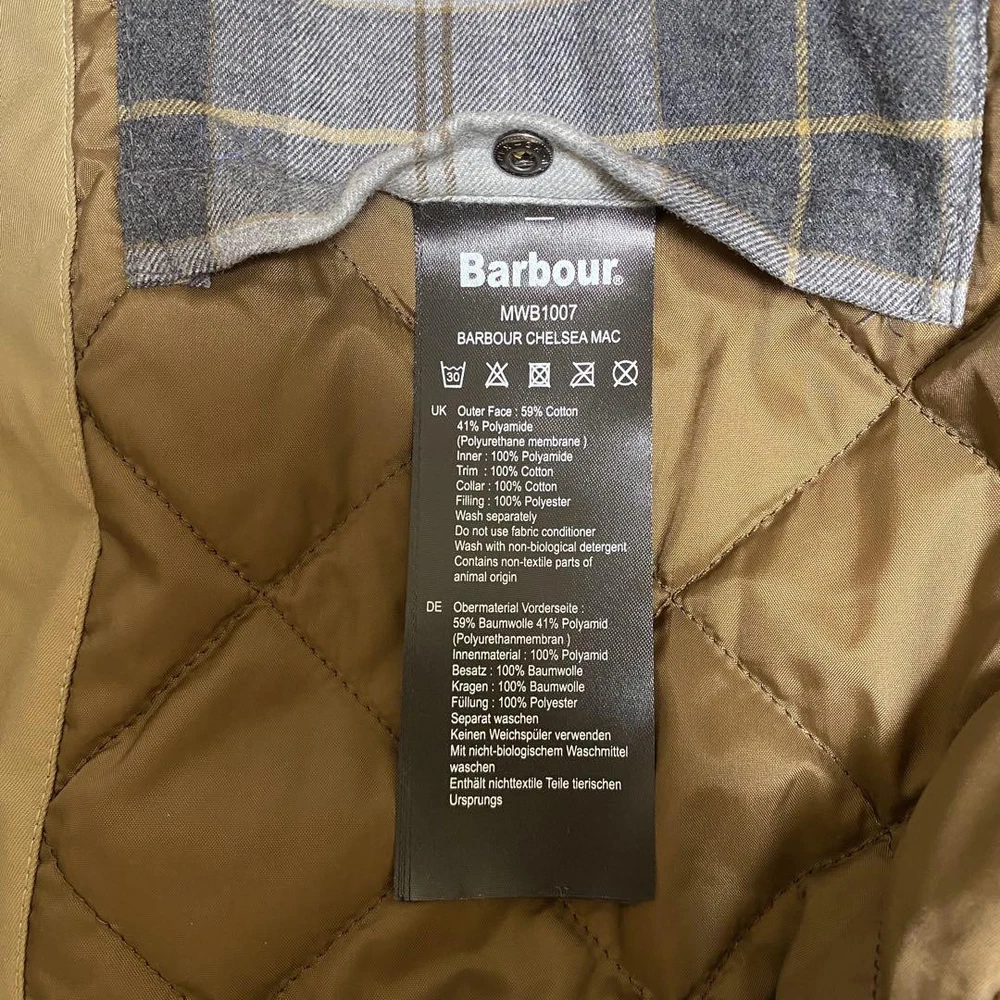 Barbour®
MWB1007
BARBOUR CHELSEA MAC
30
UK Outer Face : 59% Cotton
41% Polyamide
(Polyurethane membrane )
Inner : 100% Polyamide
Trim : 100% Cotton
Collar : 100% Cotton
Filling : 100% Polyester
Wash separately
Do not use fabric conditioner
Wash with non-biological detergent
Contains non-textile parts of
animal origin
DE Obermaterial Vorderseite :
59% Baumwolle 41% Polyamid
(Polyurethanmembran )
Innenmaterial : 100% Polyamid
Besatz : 100% Baumwolle
Kragen : 100% Baumwolle
Füllung : 100% Polyester
Separat waschen
Keinen Weichspüler verwenden
Mit nicht-biologischem Waschmittel
waschen
Enthält nichttextile Teile tierischen
Ursprungs